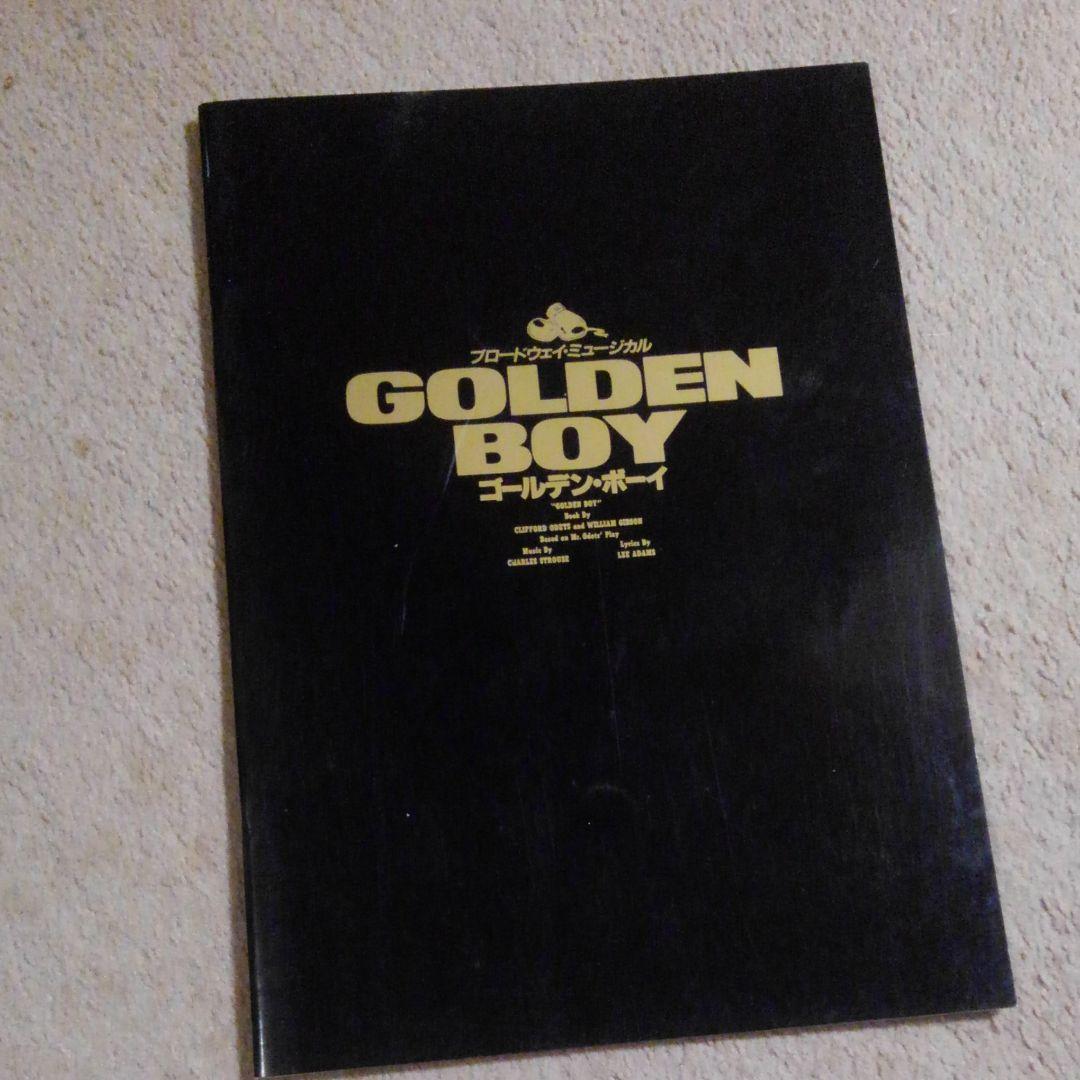 ブロードウェイ・ミュージカル
GOLDEN
BOY
ゴールデン・ボーイ
"GOLDEN BOY"
Book By
CLIFFORD ODETS and WILLIAM GIBSON
Based on Mr. Odets' Play
Music By Lyrics By
CHARLES STROUSE LEE ADAMS